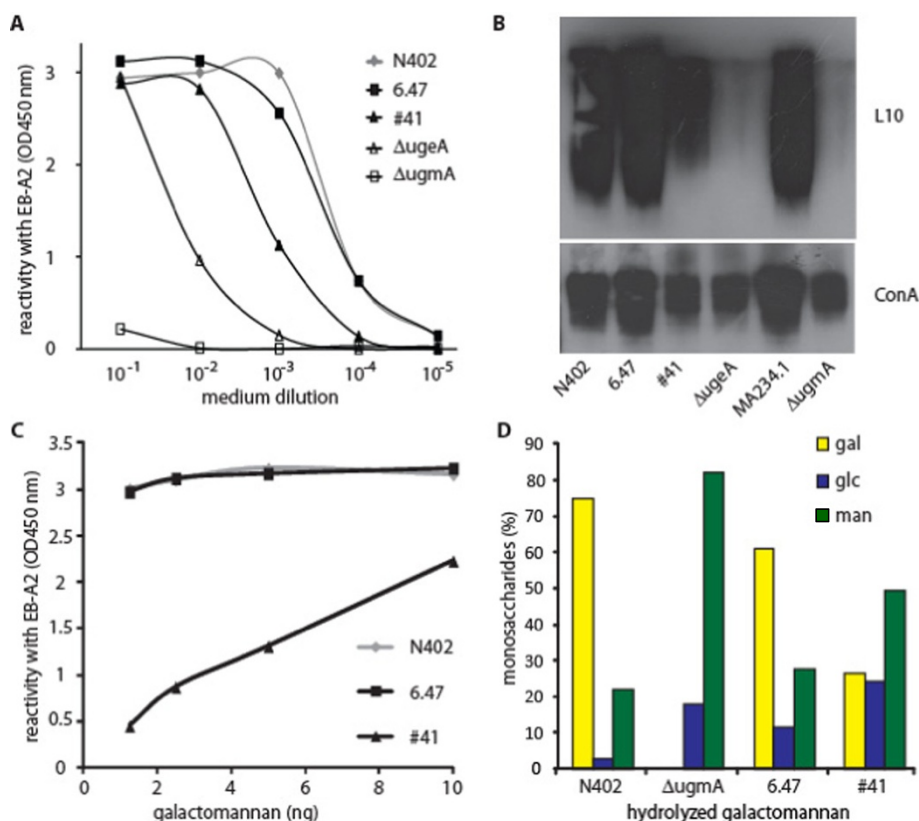 A
reactivity with EB-A2 (OD450 nm)
3
2
1
0
10-1
10-2
10-3
10-4
10-5
medium dilution
N402
6.47
#41
ΔugeA
ΔugmA
B
L10
ConA
N402
6.47
#41
ΔugeA
MA234.1
ΔugmA
C
reactivity with EB-A2 (OD450 nm)
3.5
3
2.5
2
1.5
1
0.5
0
0
2
4
6
8
10
galactomannan (ng)
N402
6.47
#41
D
monosaccharides (%)
90
80
70
60
50
40
30
20
10
0
gal
glc
man
N402
ΔugmA
6.47
#41
hydrolyzed galactomannan